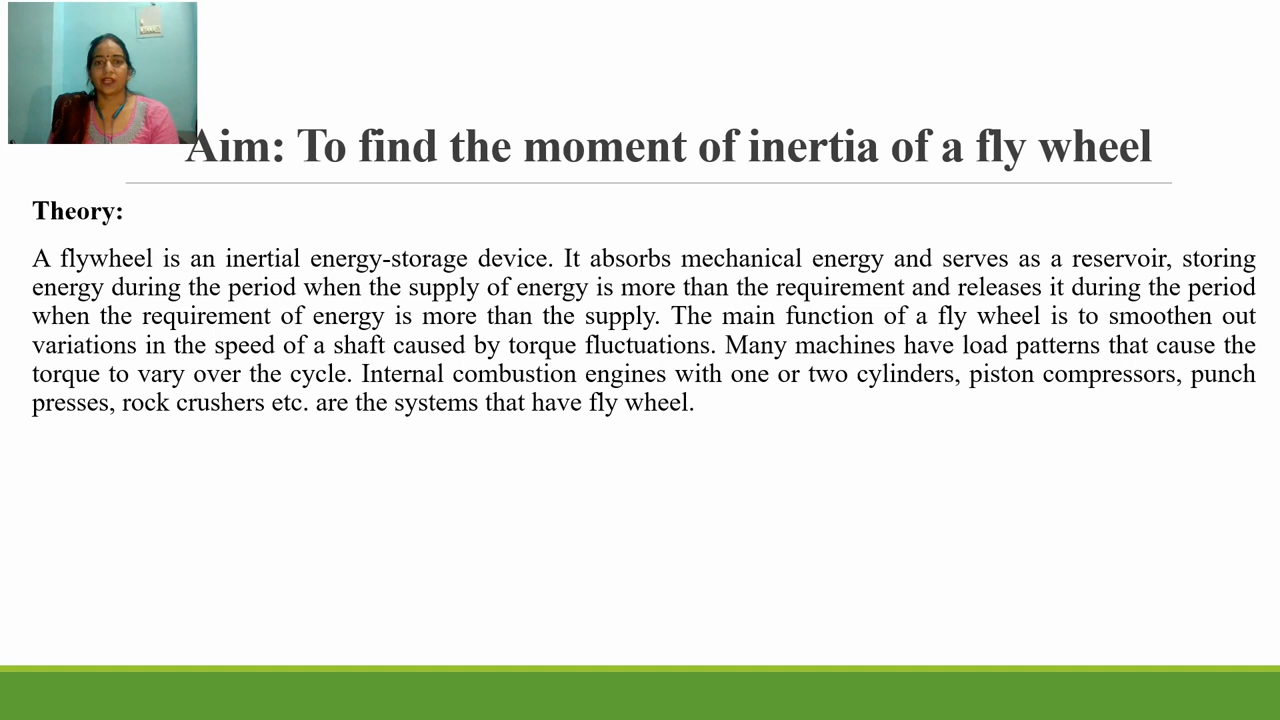 Aim: To find the moment of inertia of a fly wheel
Theory:
A flywheel is an inertial energy-storage device. It absorbs mechanical energy and serves as a reservoir, storing
energy during the period when the supply of energy is more than the requirement and releases it during the period
when the requirement of energy is more than the supply. The main function of a fly wheel is to smoothen out
variations in the speed of a shaft caused by torque fluctuations. Many machines have load patterns that cause the
torque to vary over the cycle. Internal combustion engines with one or two cylinders, piston compressors, punch
presses, rock crushers etc. are the systems that have fly wheel.